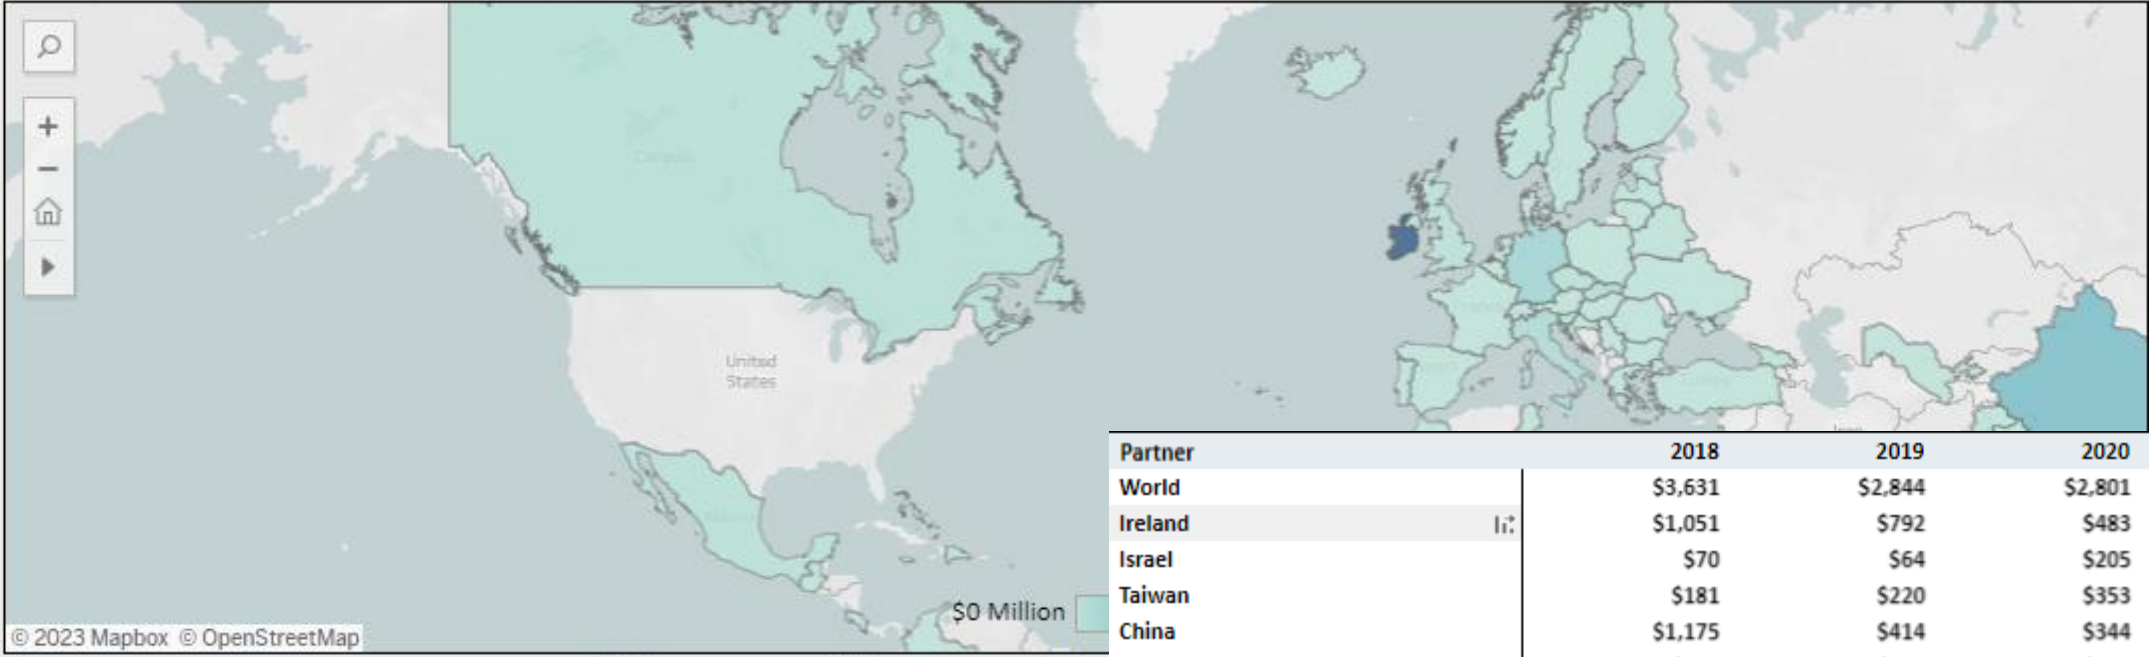 Canada
United
States
$0 Million
© 2023 Mapbox © OpenStreetMap
Partner 2018 2019 2020
World $3,631 $2,844 $2,801
Ireland $1,051 $792 $483
Israel $70 $64 $205
Taiwan $181 $220 $353
China $1,175 $414 $344